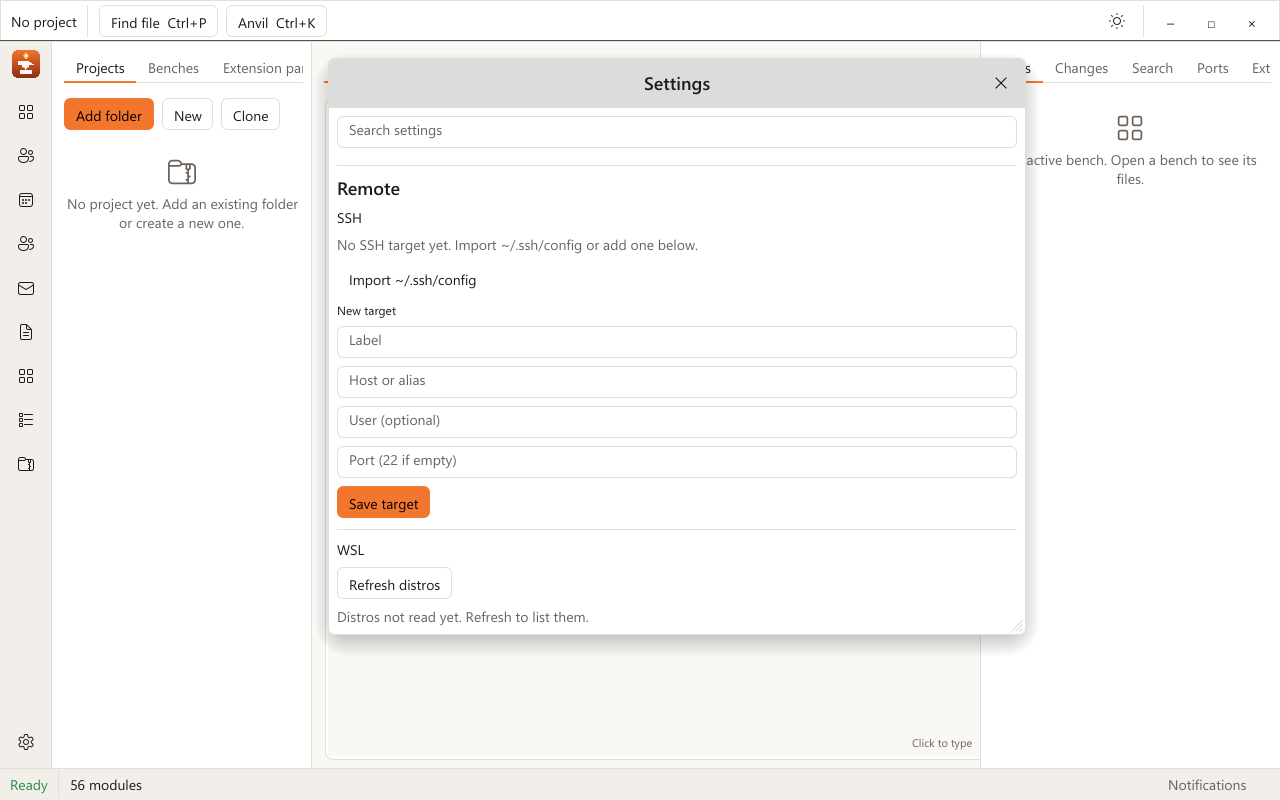 No project
Find file Ctrl+P
Anvil Ctrl+K
Projects
Benches
Extension par
Changes
Search
Ports
Ext
Add folder
New
Clone
No project yet. Add an existing folder
or create a new one.
Settings
Search settings
Remote
SSH
No SSH target yet. Import ~/.ssh/config or add one below.
Import ~/.ssh/config
New target
Label
Host or alias
User (optional)
Port (22 if empty)
Save target
WSL
Refresh distros
Distros not read yet. Refresh to list them.
active bench. Open a bench to see its
files.
Click to type
Ready
56 modules
Notifications